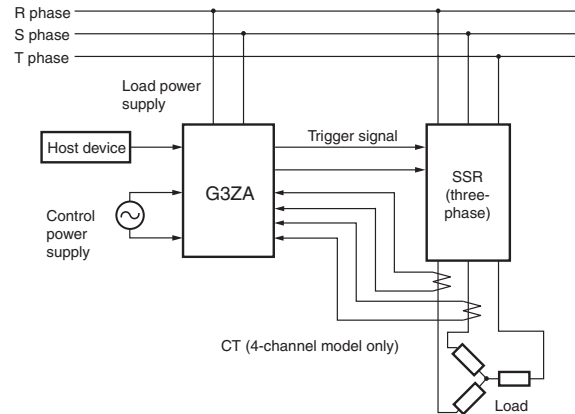 R phase
S phase
T phase
Load power
supply
Host device
Trigger signal
G3ZA
SSR
(three-
phase)
Control
power
supply
CT (4-channel model only)
Load